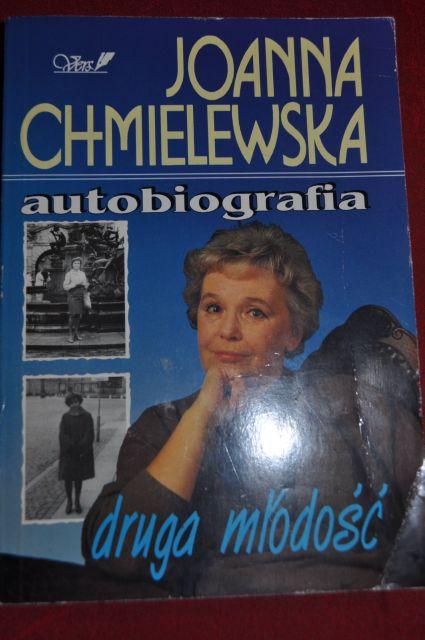 Vers
JOANNA
CHMIELEWSKA
autobiografia
druga młodość